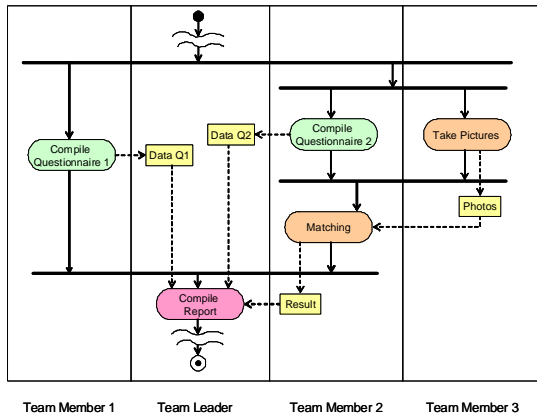 Data Q2
Compile
Questionnaire 2
Take Pictures
Compile
Questionnaire 1
Data Q1
Photos
Matching
Compile
Report
Result
Team Member 1
Team Leader
Team Member 2
Team Member 3